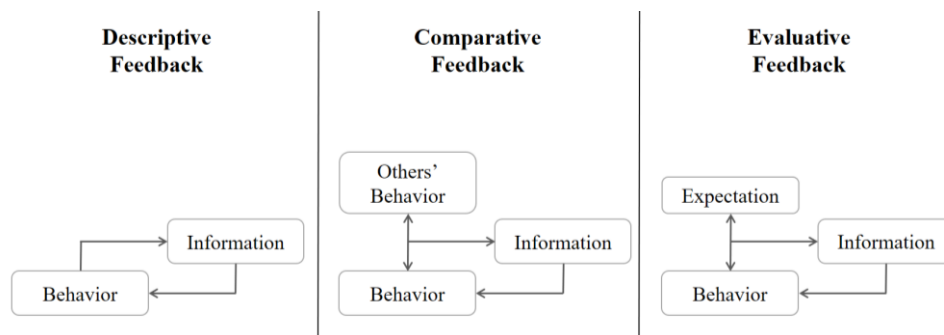 Descriptive
Feedback
Information
Behavior
Comparative
Feedback
Others’
Behavior
Information
Behavior
Evaluative
Feedback
Expectation
Information
Behavior